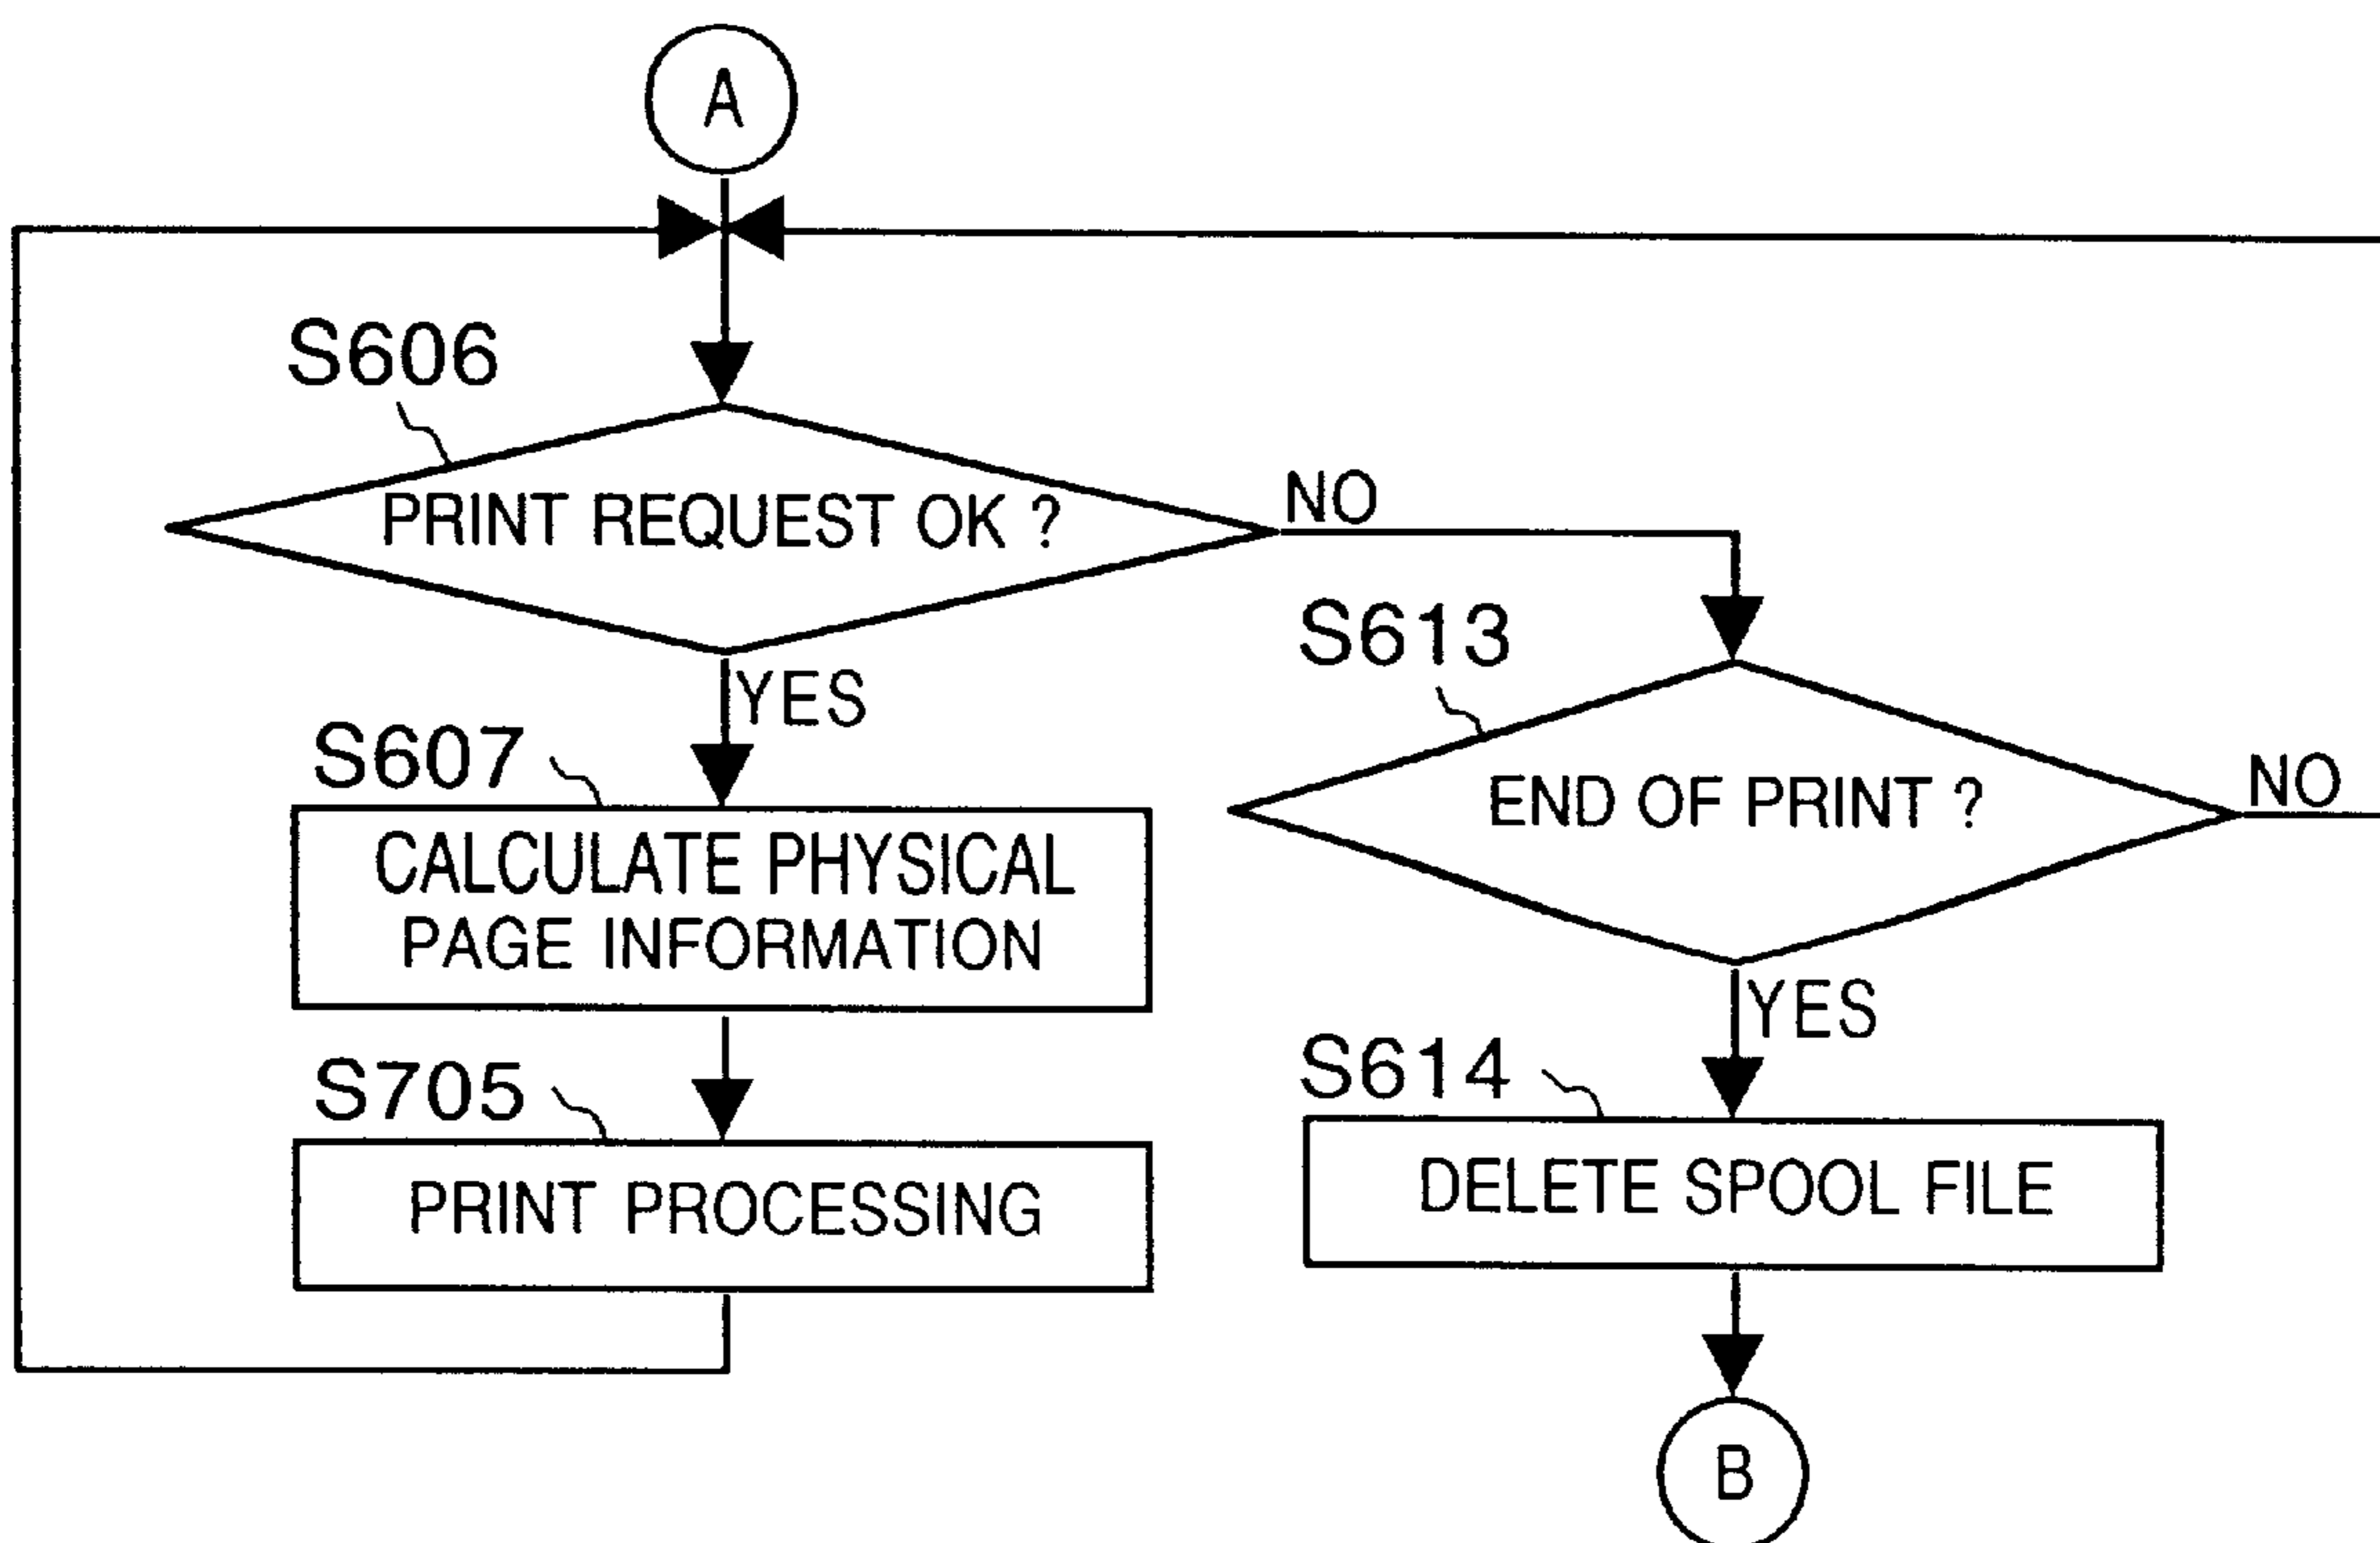 A
S606
PRINT REQUEST OK ?
NO
YES
S607
CALCULATE PHYSICAL
PAGE INFORMATION
S705
PRINT PROCESSING
S613
END OF PRINT ?
NO
YES
S614
DELETE SPOOL FILE
B